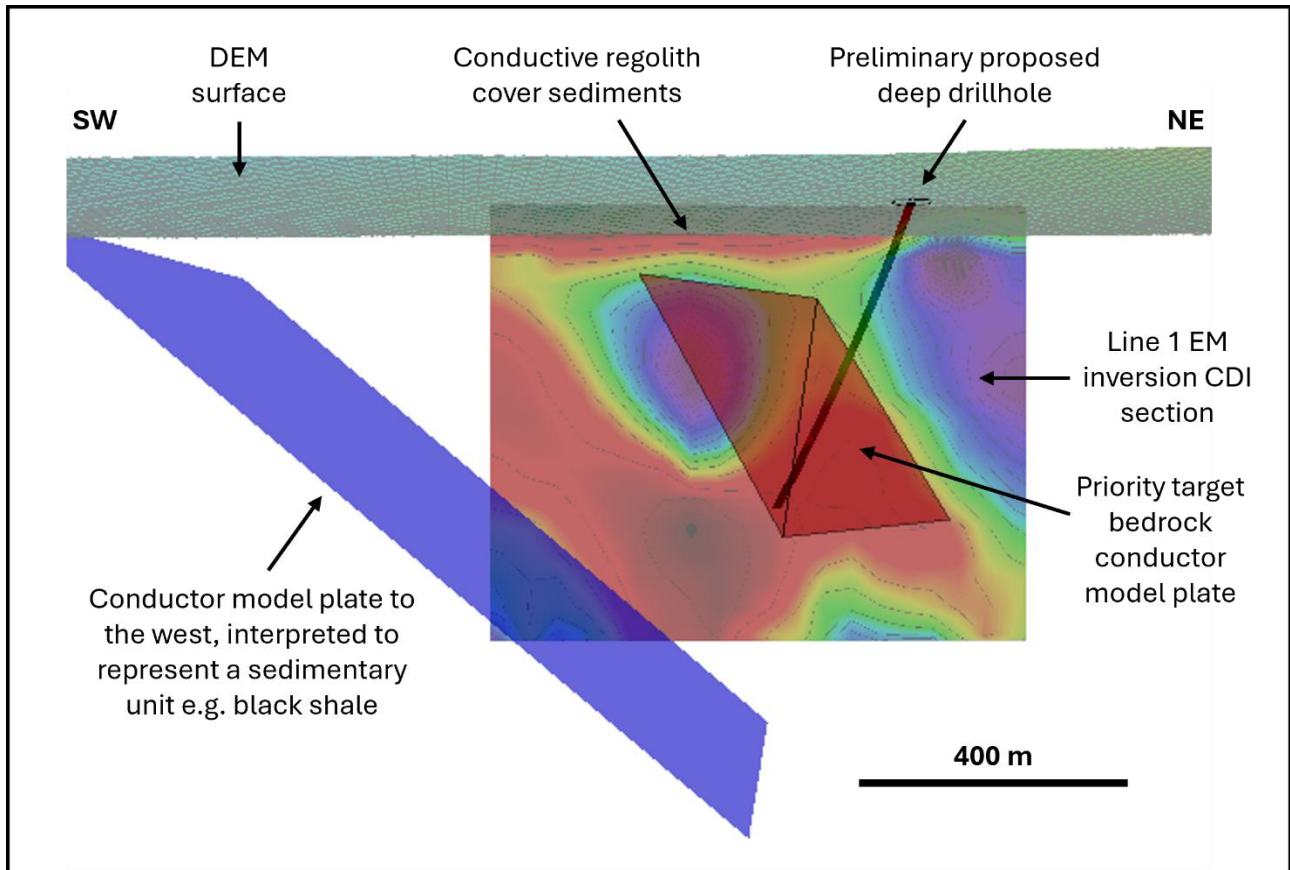 DEM
surface
Conductive regolith
cover sediments
Preliminary proposed
deep drillhole
SW
NE
Line 1 EM
inversion CDI
section
Priority target
bedrock
conductor
model plate
Conductor model plate to
the west, interpreted to
represent a sedimentary
unit e.g. black shale
400 m